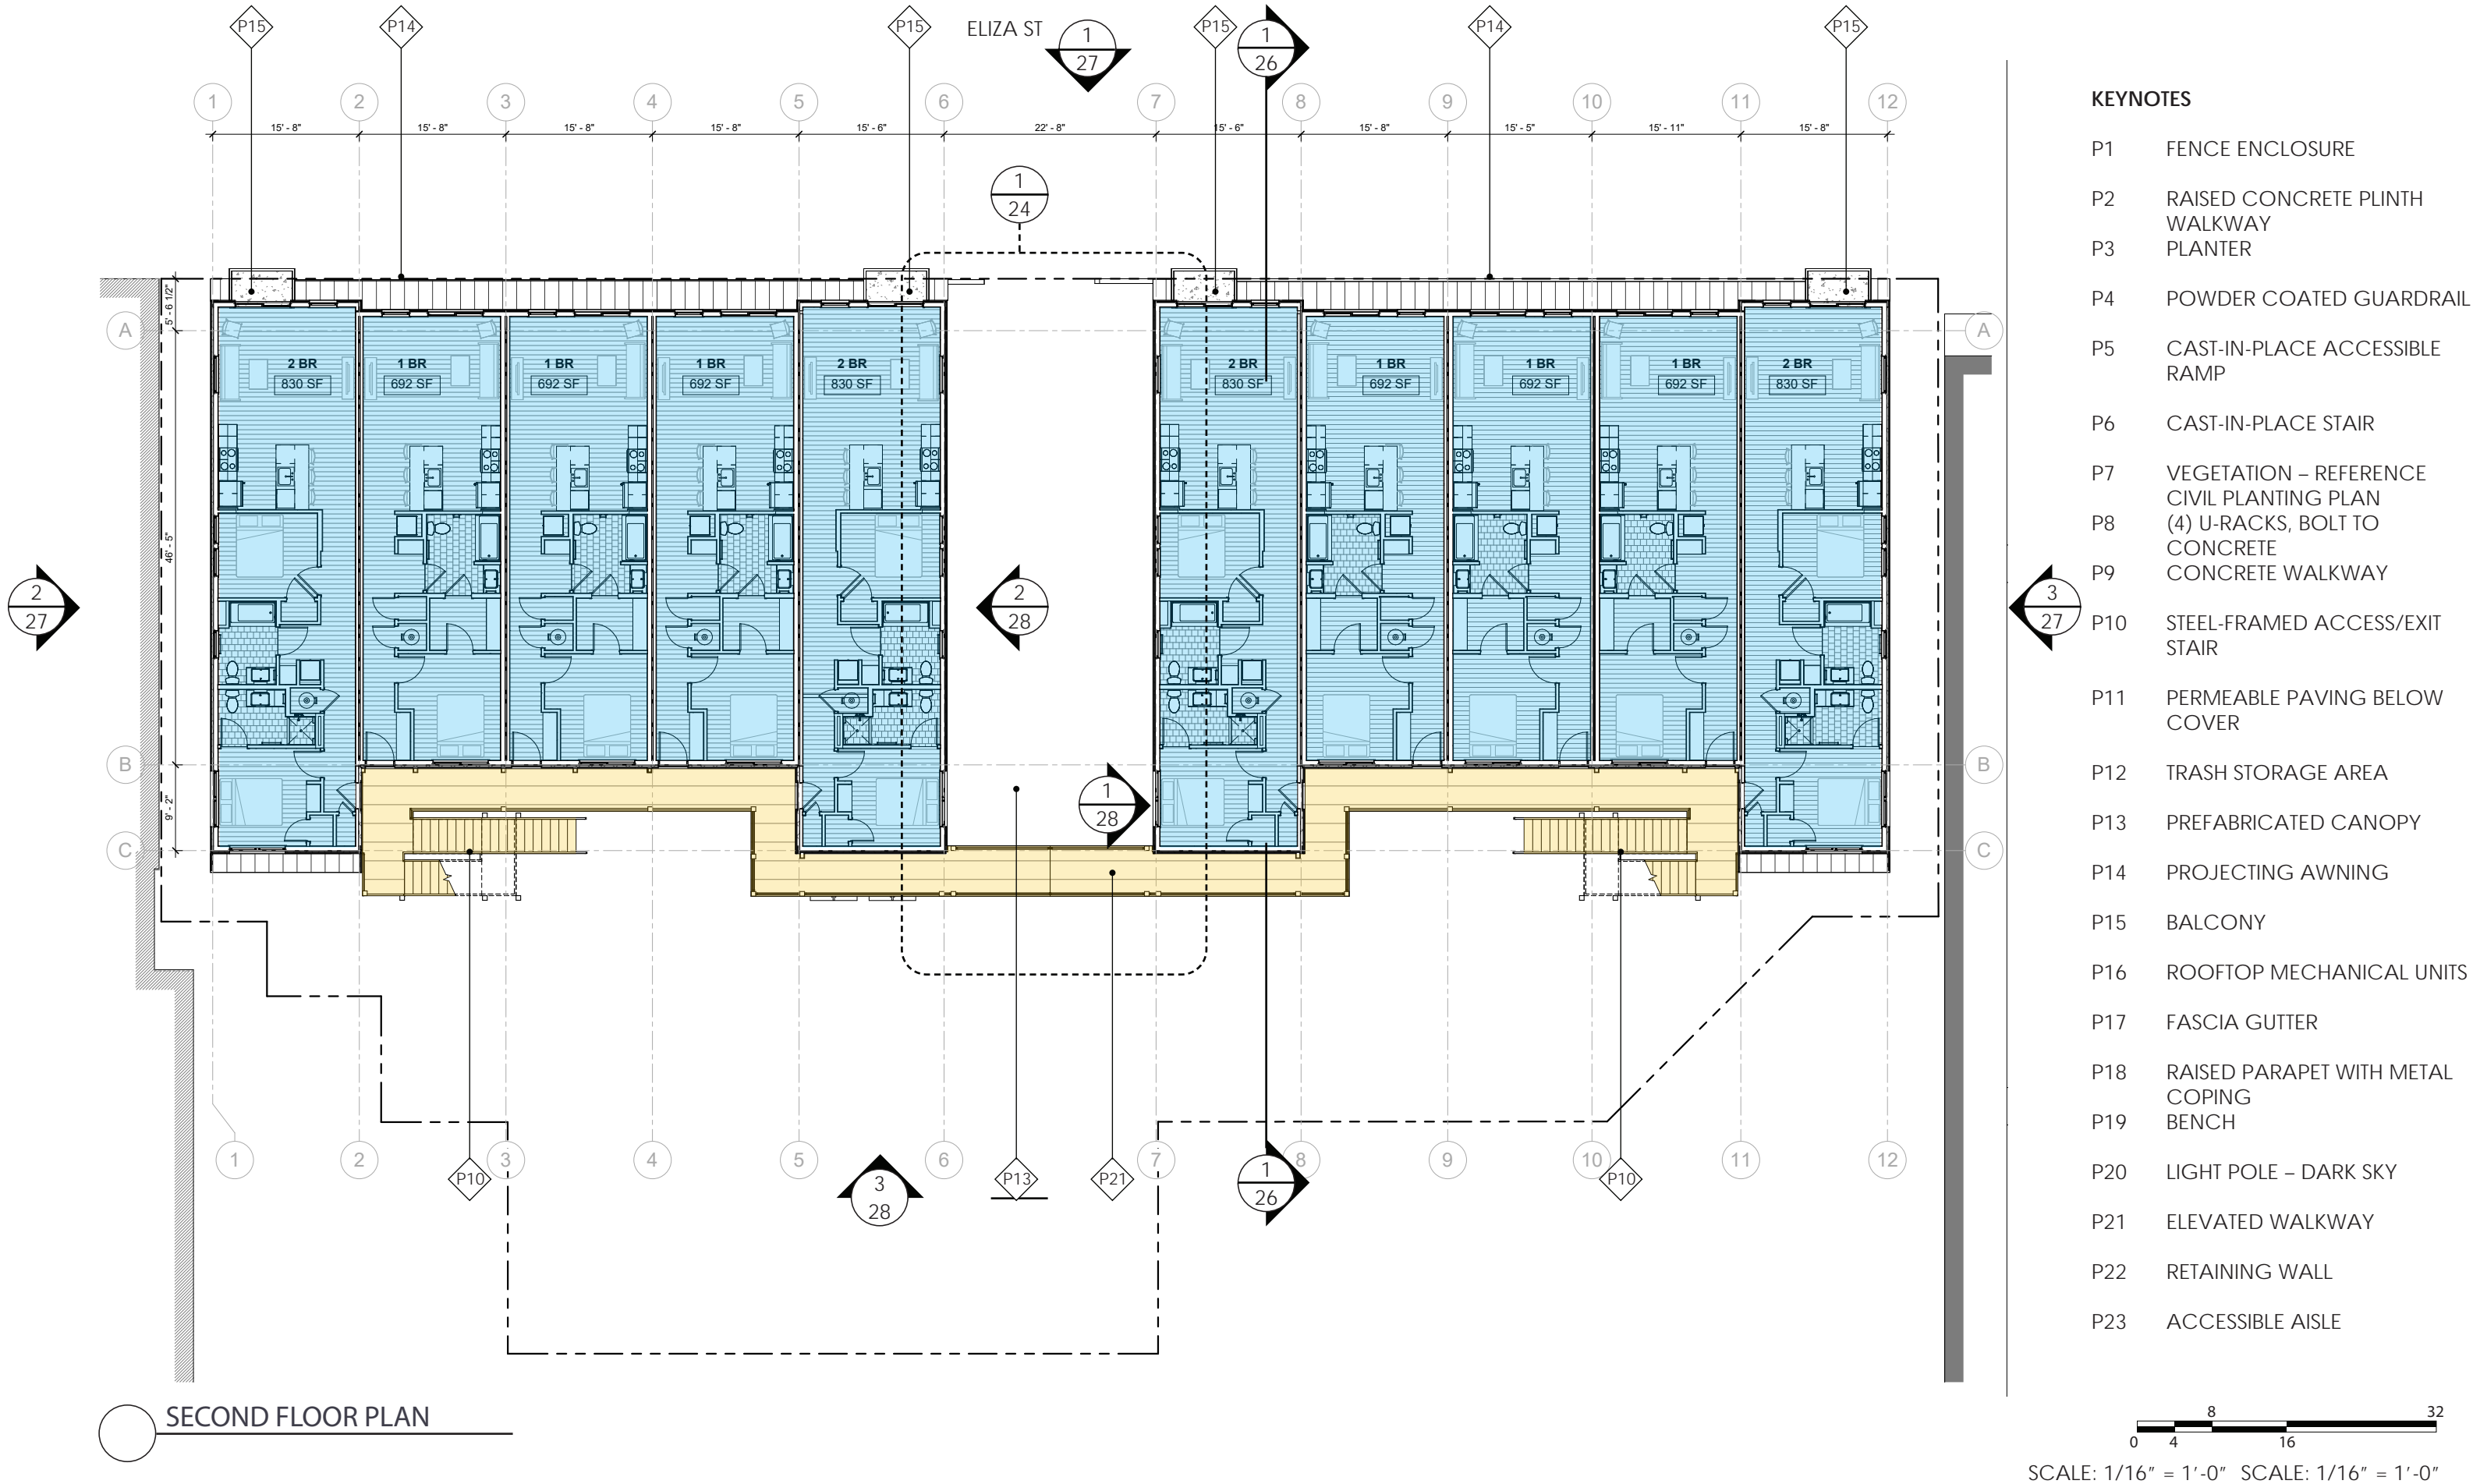 P15
P14
P15
ELIZA ST
1
27
P15
1
26
P14
P15
1
2
3
4
5
6
7
8
9
10
11
12
15' - 8"
15' - 8"
15' - 8"
15' - 8"
15' - 6"
22' - 8"
15' - 6"
15' - 8"
15' - 5"
15' - 11"
15' - 8"
1
24
5' - 6 1/2"
A
A
2 BR
830 SF
1 BR
692 SF
1 BR
692 SF
1 BR
692 SF
2 BR
830 SF
2 BR
830 SF
1 BR
692 SF
1 BR
692 SF
1 BR
692 SF
2 BR
830 SF
46' - 5"
2
27
2
28
3
27
B
B
9' - 2"
1
28
C
C
1
2
3
4
5
6
7
8
9
10
11
12
P10
3
28
P13
P21
1
26
P10
SECOND FLOOR PLAN
KEYNOTES
P1 FENCE ENCLOSURE
P2 RAISED CONCRETE PLINTH
WALKWAY
P3 PLANTER
P4 POWDER COATED GUARDRAIL
P5 CAST-IN-PLACE ACCESSIBLE
RAMP
P6 CAST-IN-PLACE STAIR
P7 VEGETATION – REFERENCE
CIVIL PLANTING PLAN
P8 (4) U-RACKS, BOLT TO
CONCRETE
P9 CONCRETE WALKWAY
P10 STEEL-FRAMED ACCESS/EXIT
STAIR
P11 PERMEABLE PAVING BELOW
COVER
P12 TRASH STORAGE AREA
P13 PREFABRICATED CANOPY
P14 PROJECTING AWNING
P15 BALCONY
P16 ROOFTOP MECHANICAL UNITS
P17 FASCIA GUTTER
P18 RAISED PARAPET WITH METAL
COPING
P19 BENCH
P20 LIGHT POLE – DARK SKY
P21 ELEVATED WALKWAY
P22 RETAINING WALL
P23 ACCESSIBLE AISLE
8 32
0 4 16
SCALE: 1/16" = 1'-0" SCALE: 1/16" = 1'-0"